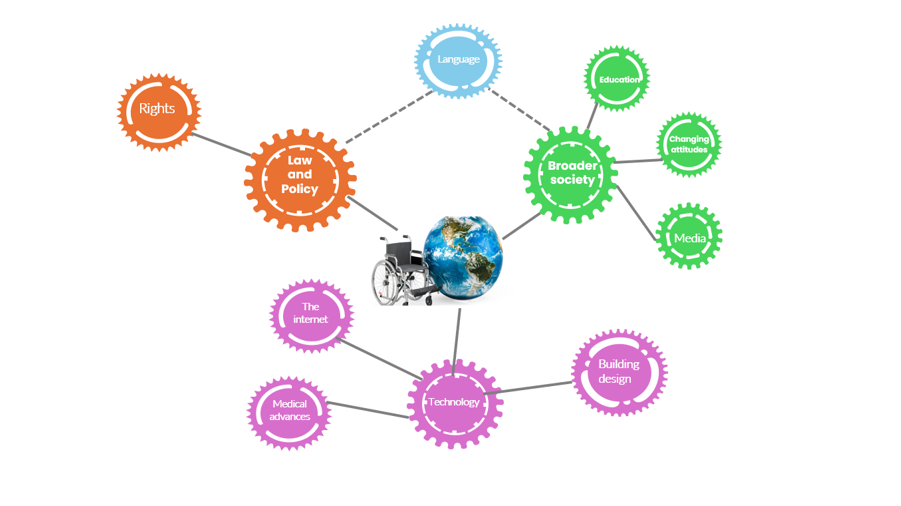 Language
Education
Rights
Changing
attitudes
Law
and
Policy
Broader
society
Media
The
internet
Building
design
Medical
advances
Technology